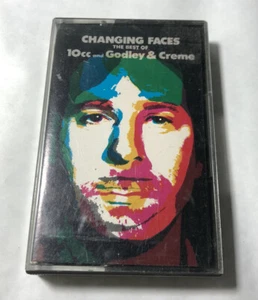 CHANGING FACES
THE BEST OF
10cc and Godley & Creme